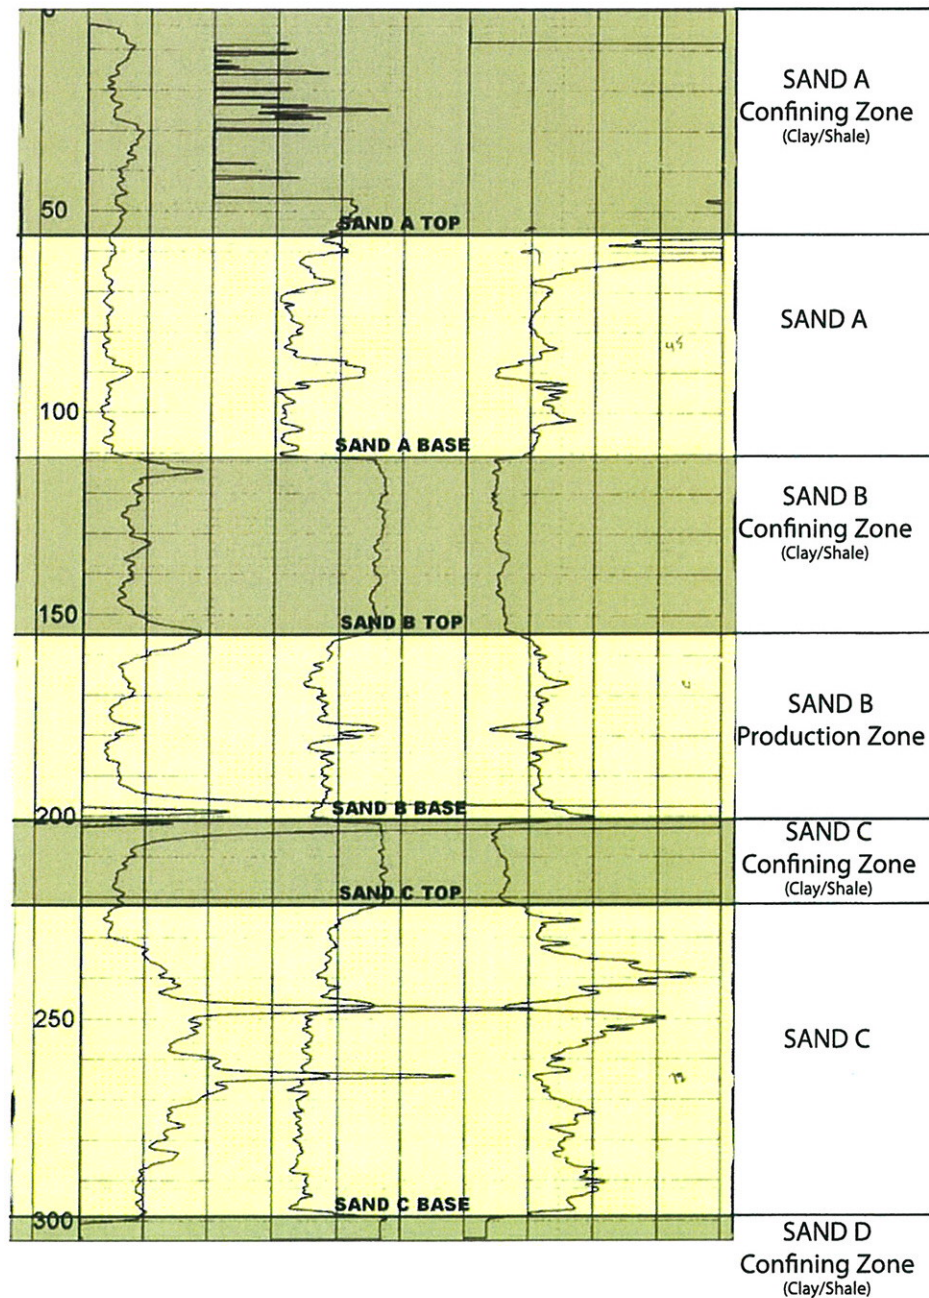 SAND A
Confining Zone
(Clay/Shale)
50
SAND A TOP
SAND A
45
100
SAND A BASE
SAND B
Confining Zone
(Clay/Shale)
150
SAND B TOP
SAND B
Production Zone
SAND B BASE
200
SAND C
Confining Zone
(Clay/Shale)
SAND C TOP
250
SAND C
SAND C BASE
300
SAND D
Confining Zone
(Clay/Shale)